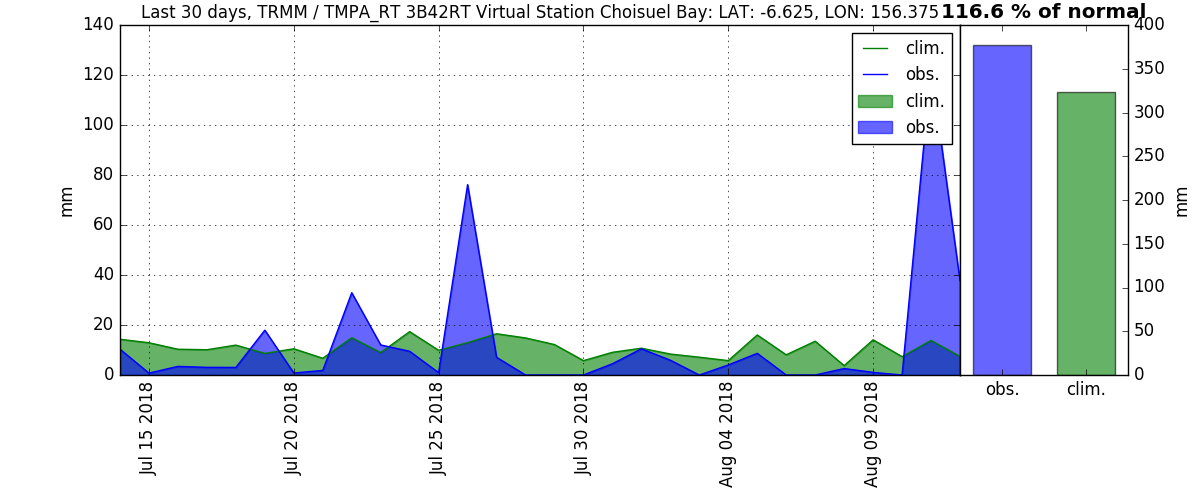 Last 30 days, TRMM / TMPA_RT 3B42RT Virtual Station Choisuel Bay: LAT: -6.625, LON: 156.375
116.6 % of normal
clim.
obs.
clim.
obs.
mm
140
120
100
80
60
40
20
0
Jul 15 2018
Jul 20 2018
Jul 25 2018
Jul 30 2018
Aug 04 2018
Aug 09 2018
400
350
300
250
200
150
100
50
0
mm
obs.
clim.